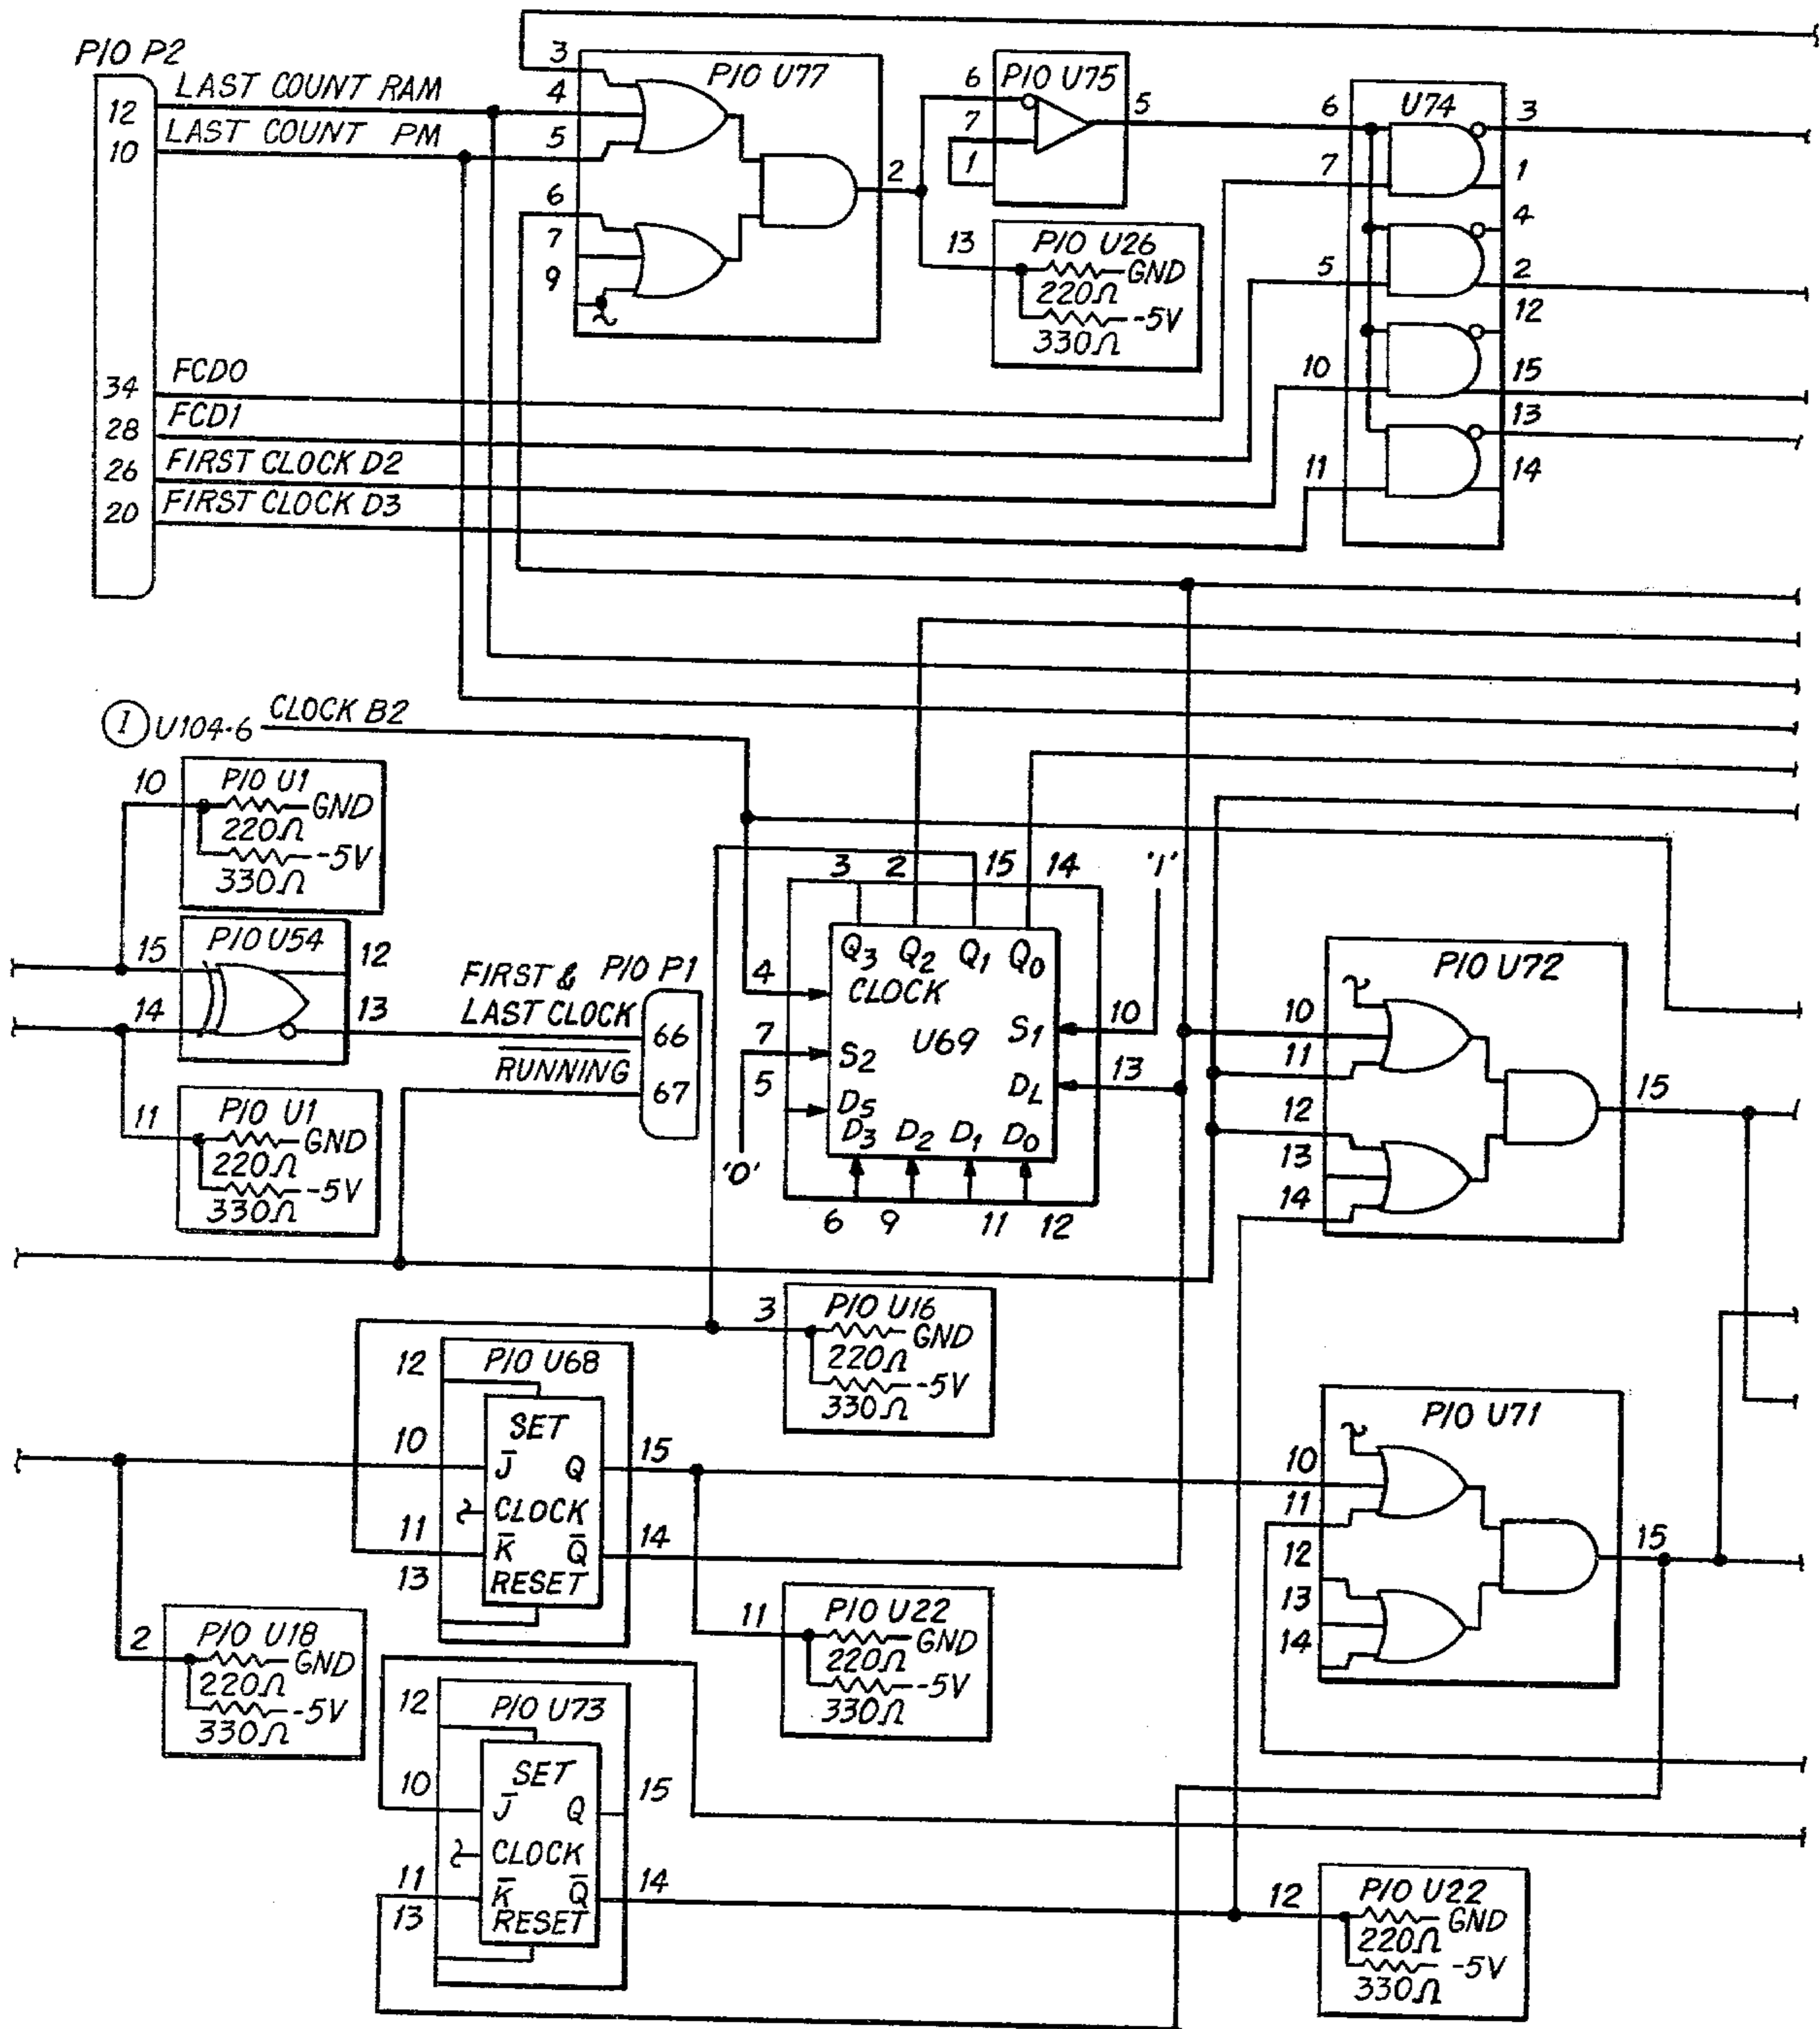 P/O P2
12
LAST COUNT RAM
10
LAST COUNT PM
34
FCD0
28
FCD1
26
FIRST CLOCK D2
20
FIRST CLOCK D3
P/O U77
3
4
5
6
7
9
2
P/O U75
6
7
1
5
P/O U26
13
GND
220Ω
-5V
330Ω
U74
6
7
5
10
11
3
1
4
2
12
15
13
14
I
U104-6
CLOCK B2
10
P/O U1
GND
220Ω
-5V
330Ω
P/O U54
15
14
12
13
FIRST &
LAST CLOCK
P/O P1
66
RUNNING
67
11
P/O U1
GND
220Ω
-5V
330Ω
3
2
15
14
'1'
Q3
Q2
Q1
Q0
4
CLOCK
U69
7
S2
5
D5
D3
D2
D1
D0
S1
10
DL
13
'0'
6
9
11
12
P/O U72
10
11
12
13
14
15
3
P/O U16
GND
220Ω
-5V
330Ω
P/O U68
12
SET
10
J̄
Q
15
CLOCK
11
K̄
Q̄
14
13
RESET
P/O U71
10
11
12
13
14
15
2
P/O U18
GND
220Ω
-5V
330Ω
11
P/O U22
GND
220Ω
-5V
330Ω
P/O U73
12
SET
10
J̄
Q
15
CLOCK
11
K̄
Q̄
14
13
RESET
12
P/O U22
GND
220Ω
-5V
330Ω